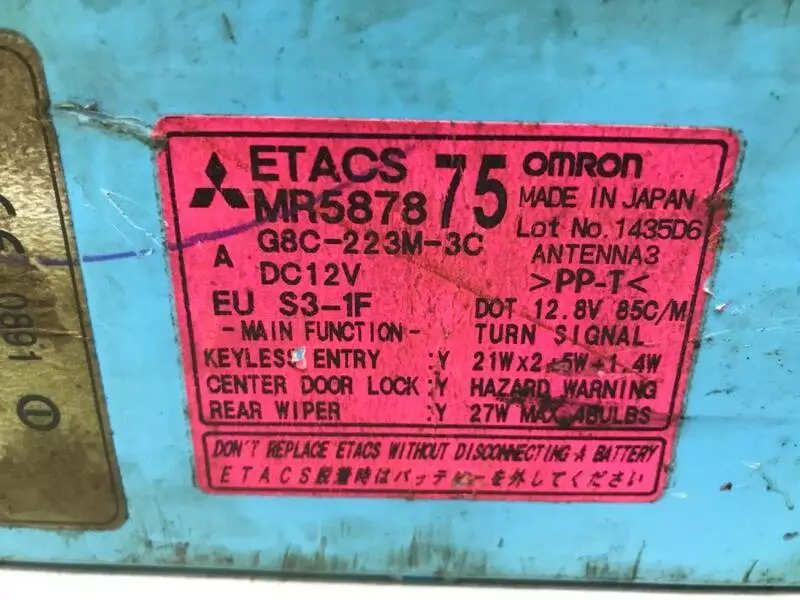 ETACS
MR587875
OMRON
MADE IN JAPAN
Lot No. 1435D6
A
G8C-223M-3C
ANTENNA3
DC12V
>PP-T<
EU S3-1F
DOT 12.8V 85C/M
-MAIN FUNCTION-
TURN SIGNAL
KEYLESS ENTRY :Y
21W×2+5W+1.4W
CENTER DOOR LOCK :Y
HAZARD WARNING
REAR WIPER :Y
27W MAX 4BULBS
DON'T REPLACE ETACS WITHOUT DISCONNECTING A BATTERY
ETACS脱着時はバッテリーを外してください
0891